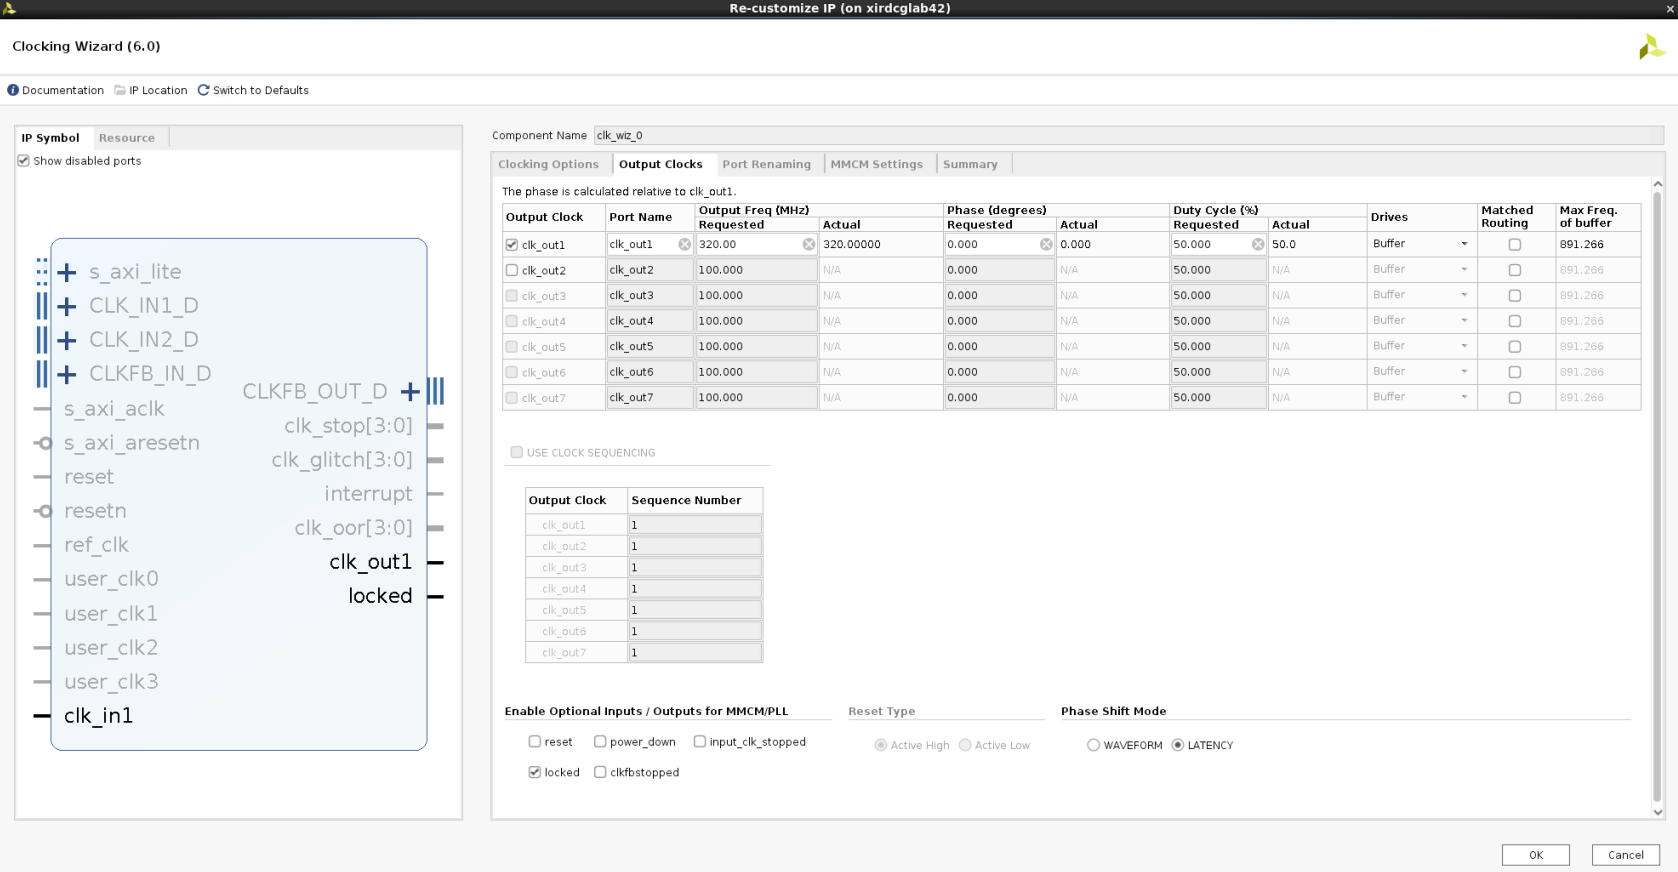 Re-customize IP (on xirdcglab42)
Clocking Wizard (6.0)
Documentation IP Location Switch to Defaults
IP Symbol Resource
Show disabled ports
s_axi_lite
CLK_IN1_D
CLK_IN2_D
CLKFB_IN_D
s_axi_aclk
s_axi_aresetn
reset
resetn
ref_clk
user_clk0
user_clk1
user_clk2
user_clk3
clk_in1
CLKFB_OUT_D
clk_stop[3:0]
clk_glitch[3:0]
interrupt
clk_oor[3:0]
clk_out1
locked
Component Name clk_wiz_0
Clocking Options Output Clocks Port Renaming MMCM Settings Summary
The phase is calculated relative to clk_out1.
Output Clock Port Name Output Freq (MHz) Phase (degrees) Duty Cycle (%) Drives Matched Routing Max Freq. of buffer
Requested Actual Requested Actual Requested Actual
clk_out1 clk_out1 320.00 320.00000 0.000 0.000 50.000 50.0 Buffer 891.266
clk_out2 clk_out2 100.000 N/A 0.000 N/A 50.000 N/A Buffer 891.266
clk_out3 clk_out3 100.000 N/A 0.000 N/A 50.000 N/A Buffer 891.266
clk_out4 clk_out4 100.000 N/A 0.000 N/A 50.000 N/A Buffer 891.266
clk_out5 clk_out5 100.000 N/A 0.000 N/A 50.000 N/A Buffer 891.266
clk_out6 clk_out6 100.000 N/A 0.000 N/A 50.000 N/A Buffer 891.266
clk_out7 clk_out7 100.000 N/A 0.000 N/A 50.000 N/A Buffer 891.266
USE CLOCK SEQUENCING
Output Clock Sequence Number
clk_out1 1
clk_out2 1
clk_out3 1
clk_out4 1
clk_out5 1
clk_out6 1
clk_out7 1
Enable Optional Inputs / Outputs for MMCM/PLL Reset Type Phase Shift Mode
reset power_down input_clk_stopped Active High Active Low WAVEFORM LATENCY
locked clkfbstopped
OK Cancel